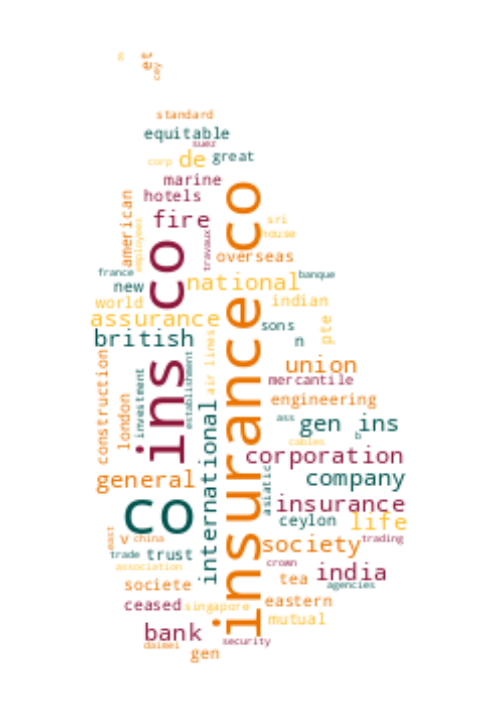 et
cey
standard
equitable
suez
corp de great
marine
hotels
fire
american
employees
travaux
sri
house
overseas
france
new
national
banque
world
indian
assurance
british
sons
n
pte
air lines
ins co
insurance co
union
mercantile
construction
london
investment
establishment
engineering
international
ass
gen ins
b
cables
corporation
general
asiatic
company
co
insurance
ceylon
life
east
v
china
society
trading
trade
trust
association
crown
tea
india
agencies
societe
ceased
singapore
eastern
mutual
bank
security
daimei
gen